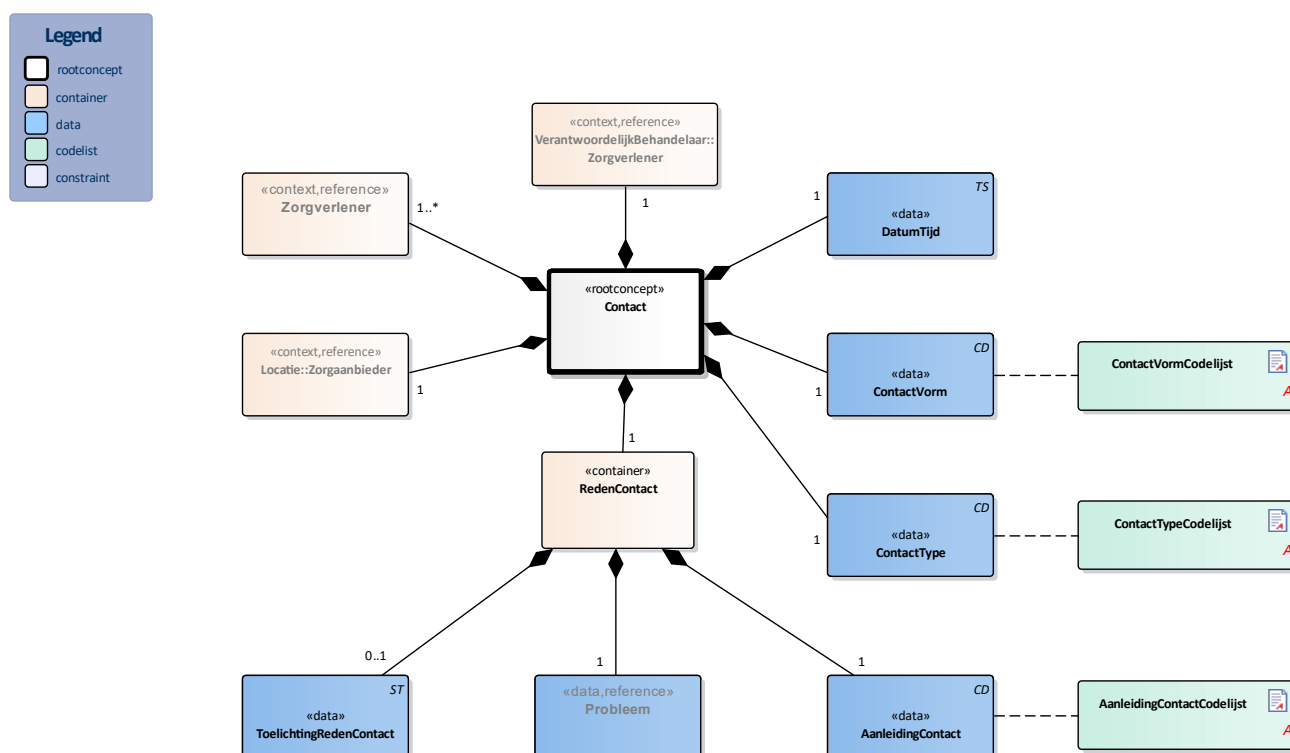 Legend
rootconcept
container
data
codelist
constraint
«context,reference»
VerantwoordelijkBehandelaar::
Zorgverlener
1
«context,reference»
Zorgverlener
1..*
TS
«data»
DatumTijd
1
«rootconcept»
Contact
«context,reference»
Locatie::Zorgaanbieder
1
CD
«data»
ContactVorm
1
ContactVormCodelijst
A
1
«container»
RedenContact
CD
«data»
ContactType
1
ContactTypeCodelijst
A
0..1
ST
«data»
ToelichtingRedenContact
1
«data,reference»
Probleem
1
CD
«data»
AanleidingContact
AanleidingContactCodelijst
A